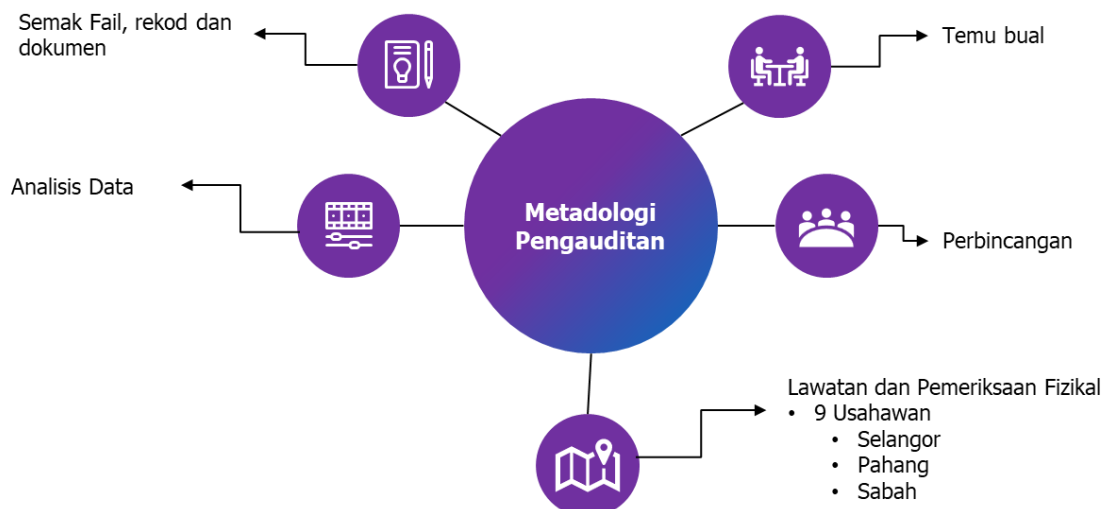 Semak Fail, rekod dan
dokumen
Temu bual
Analisis Data
Metadologi
Pengauditan
Perbincangan
Lawatan dan Pemeriksaan Fizikal
• 9 Usahawan
• Selangor
• Pahang
• Sabah